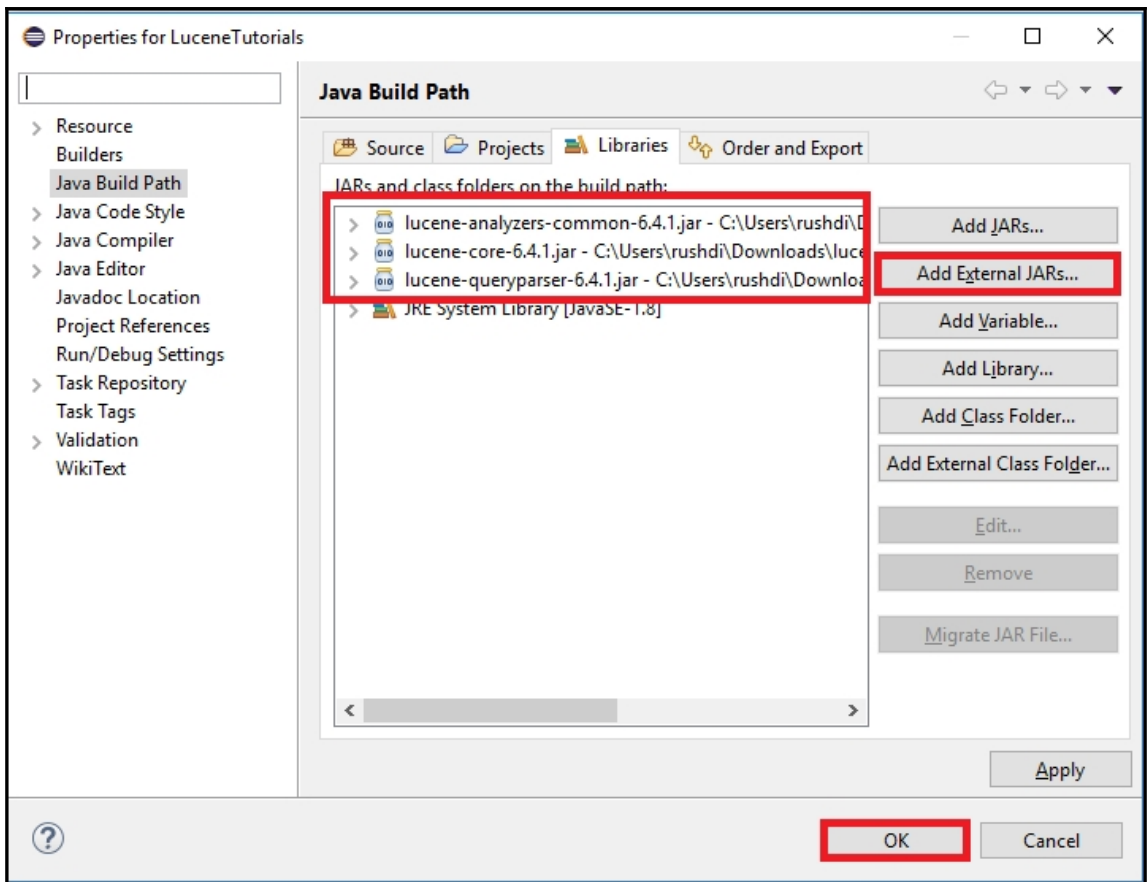 Properties for LuceneTutorials
Java Build Path
Resource
Builders
Java Build Path
Java Code Style
Java Compiler
Java Editor
Javadoc Location
Project References
Run/Debug Settings
Task Repository
Task Tags
Validation
WikiText
Source Projects Libraries Order and Export
JARs and class folders on the build path:
lucene-analyzers-common-6.4.1.jar - C:\Users\rushdi\D
lucene-core-6.4.1.jar - C:\Users\rushdi\Downloads\luce
lucene-queryparser-6.4.1.jar - C:\Users\rushdi\Downloa
JRE System Library [JavaSE-1.8]
Add JARs...
Add External JARs...
Add Variable...
Add Library...
Add Class Folder...
Add External Class Folder...
Edit...
Remove
Migrate JAR File...
Apply
OK Cancel